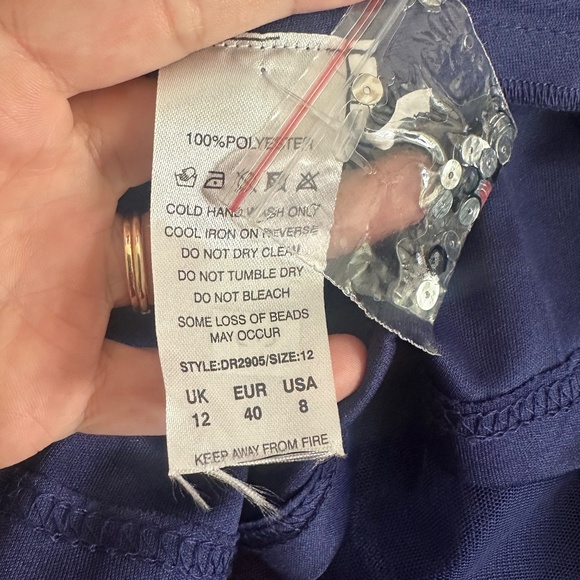 100%POLYESTER
COLD HAND WASH ONLY
COOL IRON ON REVERSE
DO NOT DRY CLEAN
DO NOT TUMBLE DRY
DO NOT BLEACH
SOME LOSS OF BEADS
MAY OCCUR
STYLE:DR2905/SIZE:12
UK EUR USA
12 40 8
KEEP AWAY FROM FIRE